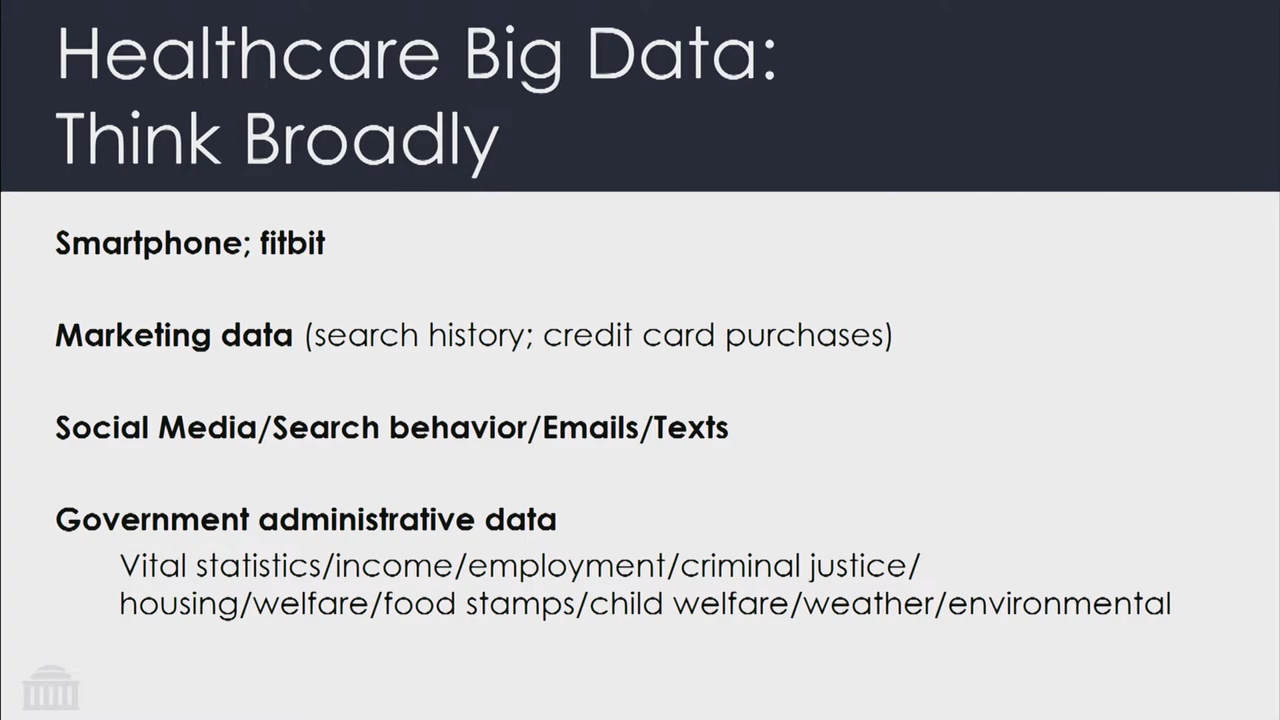 Healthcare Big Data:
Think Broadly
Smartphone; fitbit
Marketing data (search history; credit card purchases)
Social Media/Search behavior/Emails/Texts
Government administrative data
Vital statistics/income/employment/criminal justice/
housing/welfare/food stamps/child welfare/weather/environmental